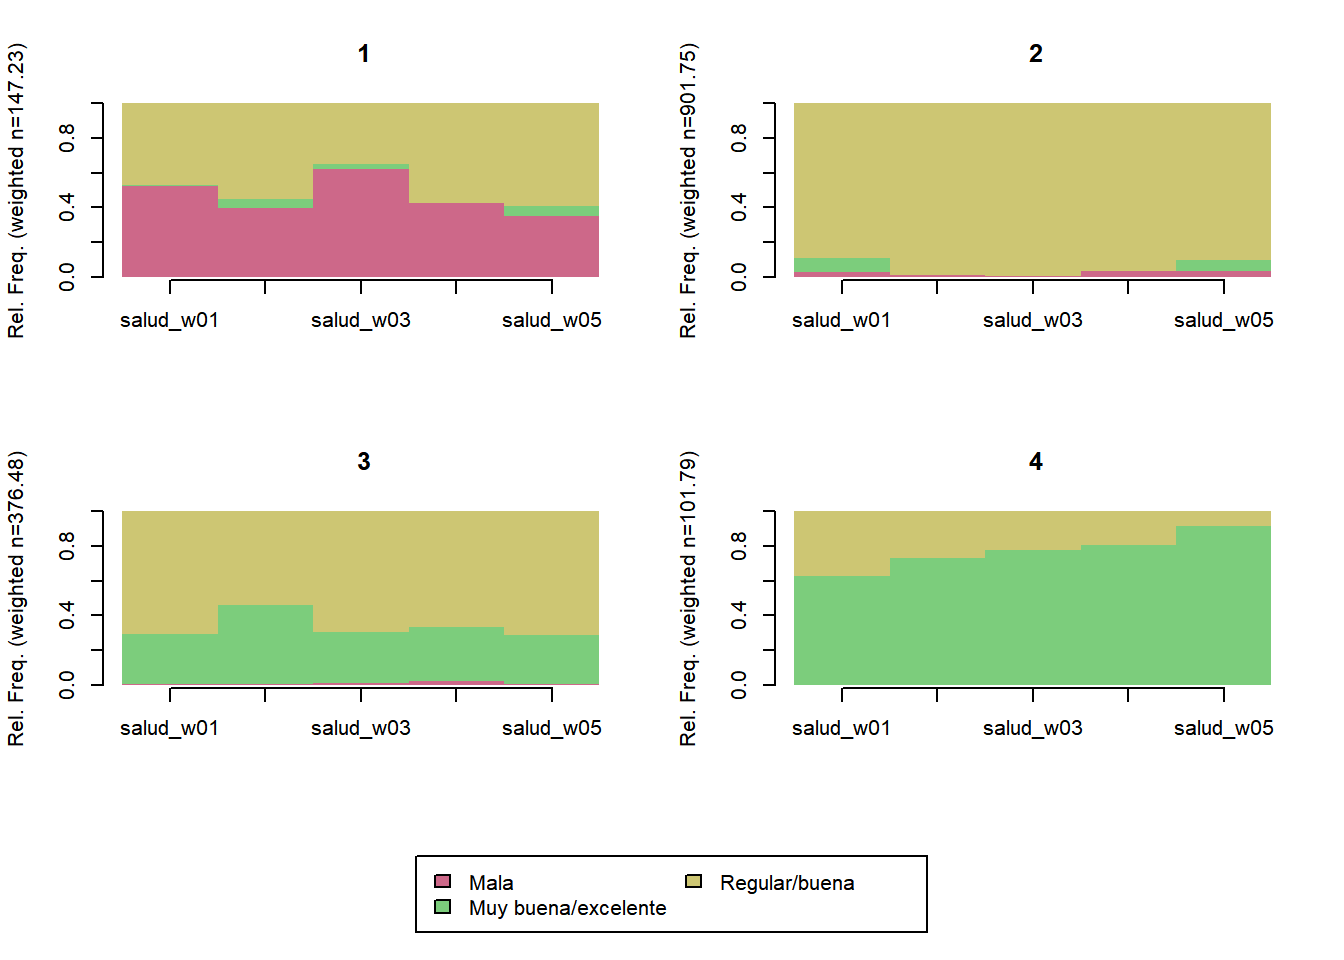 1
Rel. Freq. (weighted n=147.23)
0.8
0.4
0.0
salud_w01 salud_w03 salud_w05
2
Rel. Freq. (weighted n=901.75)
0.8
0.4
0.0
salud_w01 salud_w03 salud_w05
3
Rel. Freq. (weighted n=376.48)
0.8
0.4
0.0
salud_w01 salud_w03 salud_w05
4
Rel. Freq. (weighted n=101.79)
0.8
0.4
0.0
salud_w01 salud_w03 salud_w05
Mala Regular/buena
Muy buena/excelente